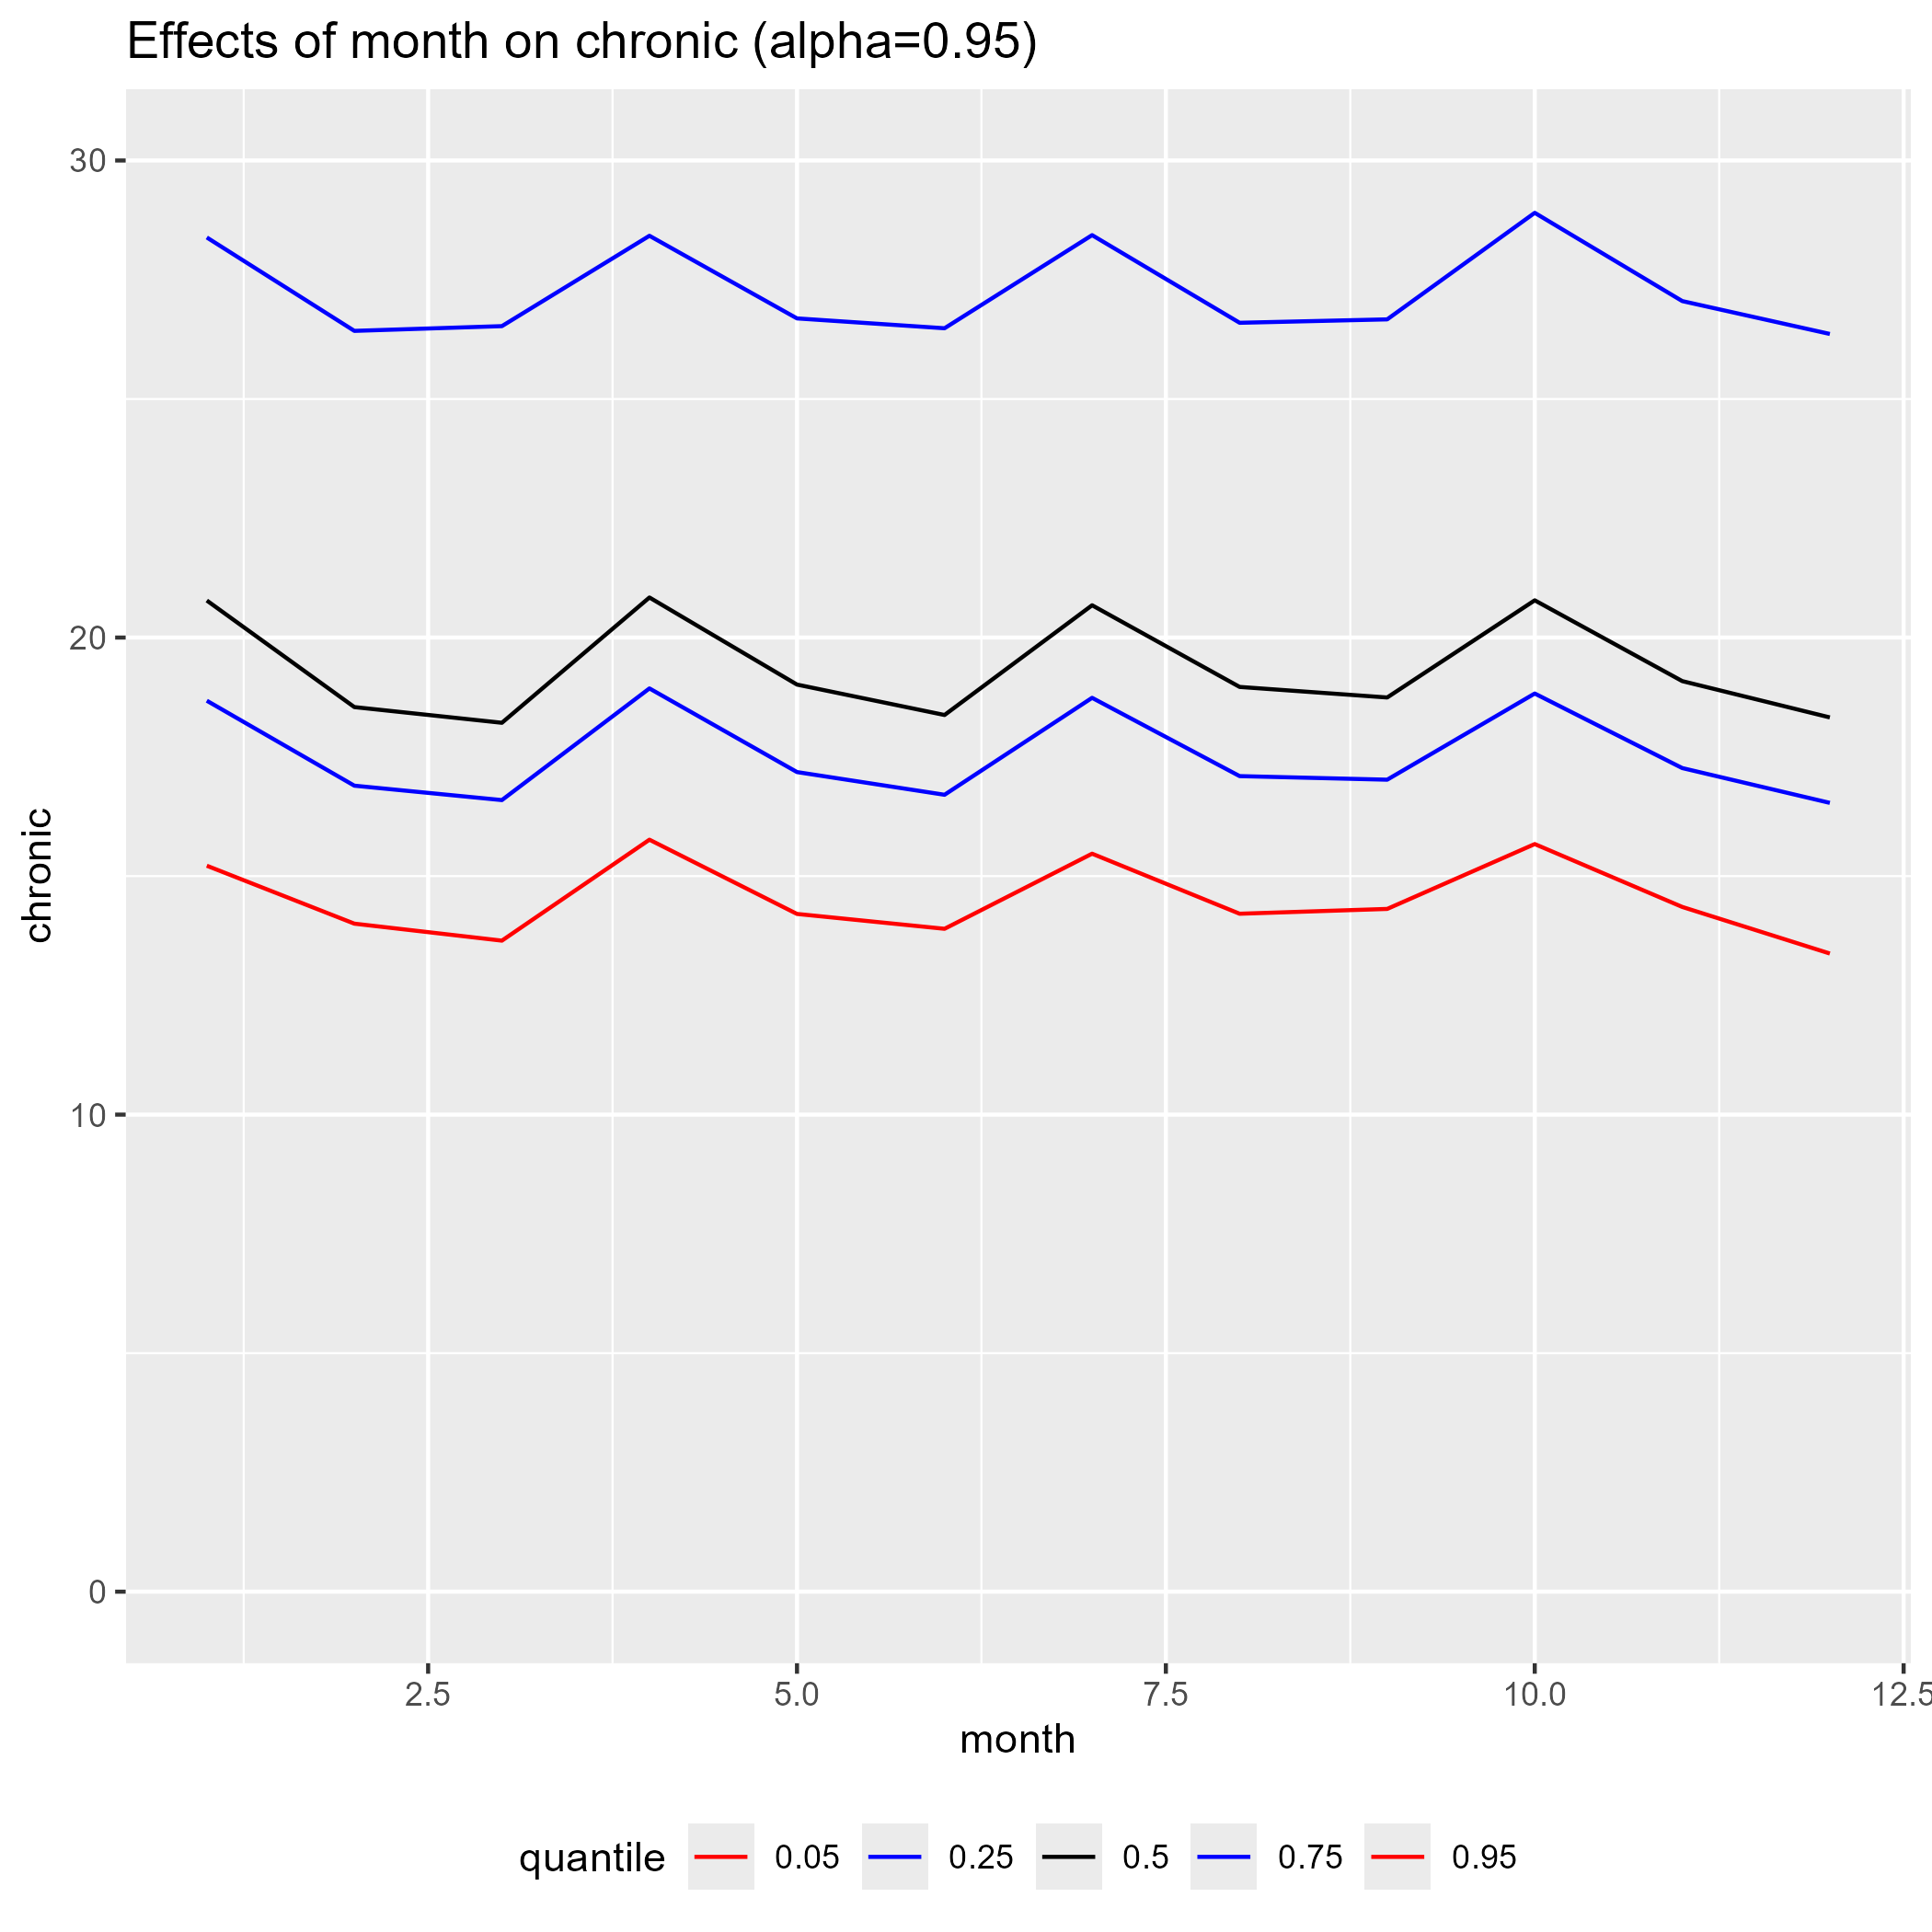 Effects of month on chronic (alpha=0.95)
30
20
10
0
chronic
2.5 5.0 7.5 10.0 12.5
month
quantile 0.05 0.25 0.5 0.75 0.95